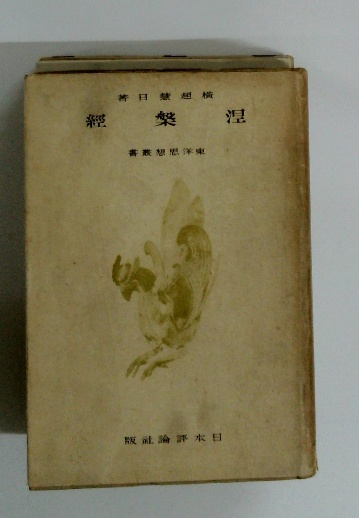 横超慧日著
涅槃經
東洋思想叢書
日本評論社版